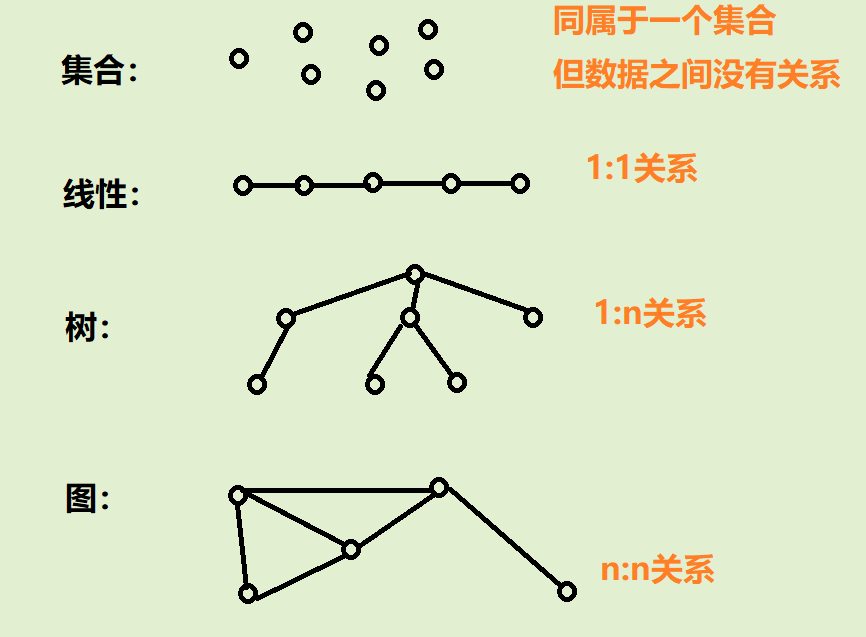 集合：
同属于一个集合
但数据之间没有关系
线性：
1:1关系
树：
1:n关系
图：
n:n关系